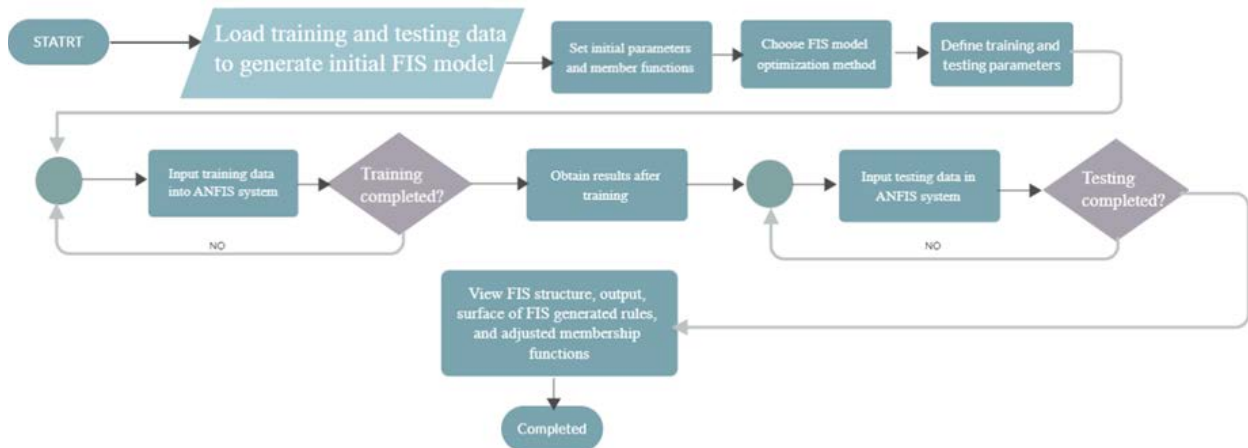 STATRT
Load training and testing data
to generate initial FIS model
Set initial parameters
and member functions
Choose FIS model
optimization method
Define training and
testing parameters
Input training data
into ANFIS system
Training
completed?
Obtain results after
training
Input testing data in
ANFIS system
Testing
completed?
NO
NO
View FIS structure, output,
surface of FIS generated rules,
and adjusted membership
functions
Completed